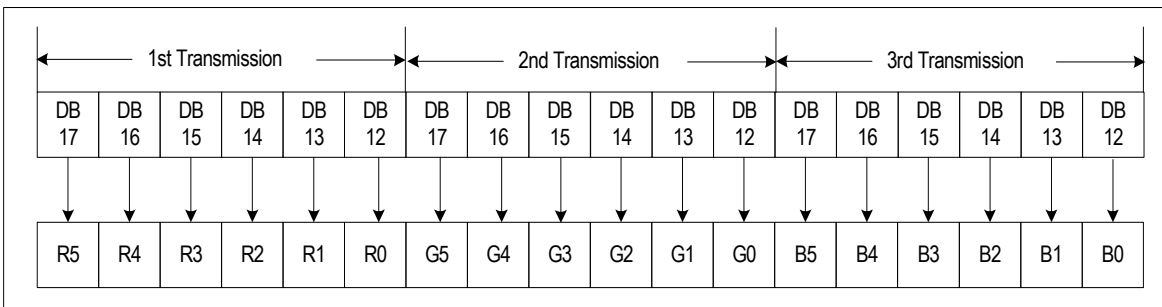 1st Transmission 2nd Transmission 3rd Transmission
DB DB DB DB DB DB DB DB DB DB DB DB DB DB DB DB DB DB
17 16 15 14 13 12 17 16 15 14 13 12 17 16 15 14 13 12
R5 R4 R3 R2 R1 R0 G5 G4 G3 G2 G1 G0 B5 B4 B3 B2 B1 B0